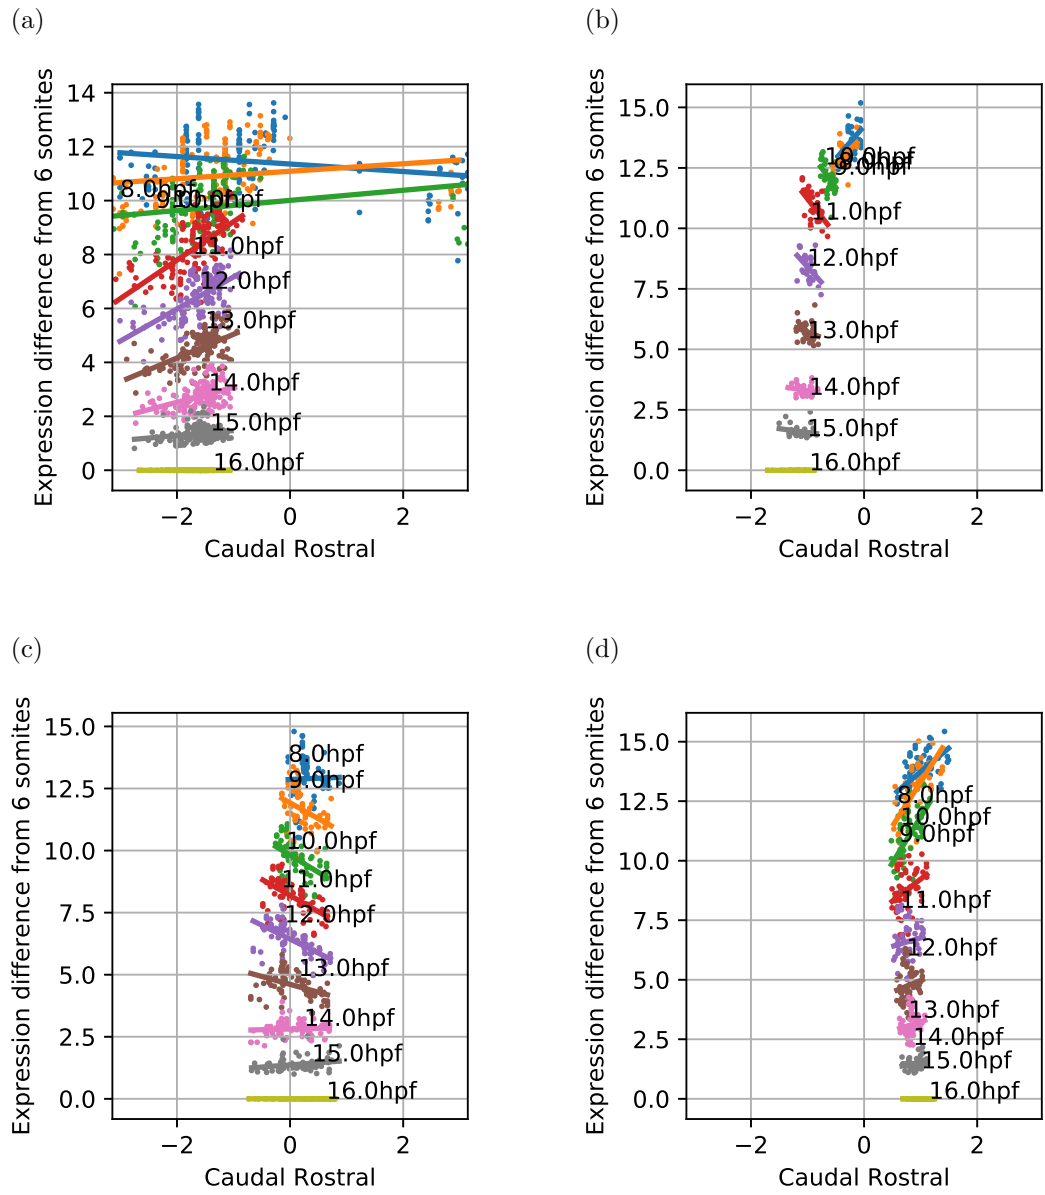 (a)
(b)
Expression difference from 6 somites
14
12
10
8
6
4
2
0
8.0hpf
9.0hpf
10.0hpf
11.0hpf
12.0hpf
13.0hpf
14.0hpf
15.0hpf
16.0hpf
−2
0
2
Caudal Rostral
Expression difference from 6 somites
15.0
12.5
10.0
7.5
5.0
2.5
0.0
10.0hpf
8.0hpf
9.0hpf
11.0hpf
12.0hpf
13.0hpf
14.0hpf
15.0hpf
16.0hpf
−2
0
2
Caudal Rostral
(c)
(d)
Expression difference from 6 somites
15.0
12.5
10.0
7.5
5.0
2.5
0.0
8.0hpf
9.0hpf
10.0hpf
11.0hpf
12.0hpf
13.0hpf
14.0hpf
15.0hpf
16.0hpf
−2
0
2
Caudal Rostral
Expression difference from 6 somites
15.0
12.5
10.0
7.5
5.0
2.5
0.0
8.0hpf
10.0hpf
9.0hpf
11.0hpf
12.0hpf
13.0hpf
14.0hpf
15.0hpf
16.0hpf
−2
0
2
Caudal Rostral